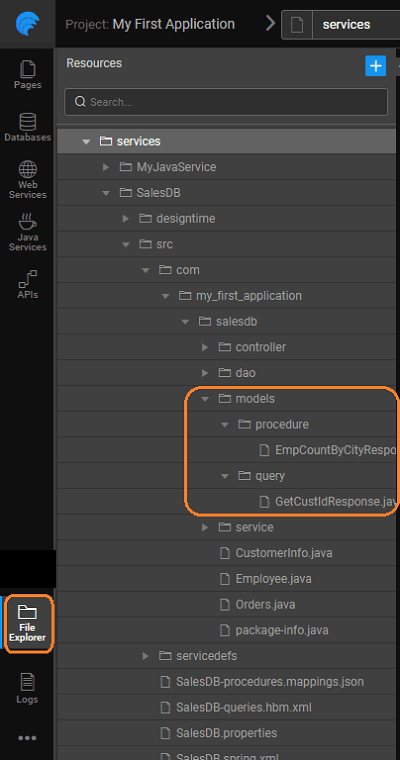 Project: My First Application
services
Resources
Search...
Pages
Databases
Web
Services
Java
Services
APIs
File
Explorer
Logs
services
MyJavaService
SalesDB
designtime
src
com
my_first_application
salesdb
controller
dao
models
procedure
EmpCountByCityRespo
query
GetCustIdResponse.jav
service
CustomerInfo.java
Employee.java
Orders.java
package-info.java
servicedefs
SalesDB-procedures.mappings.json
SalesDB-queries.hbm.xml
SalesDB.properties
SalesDB.spring.xml